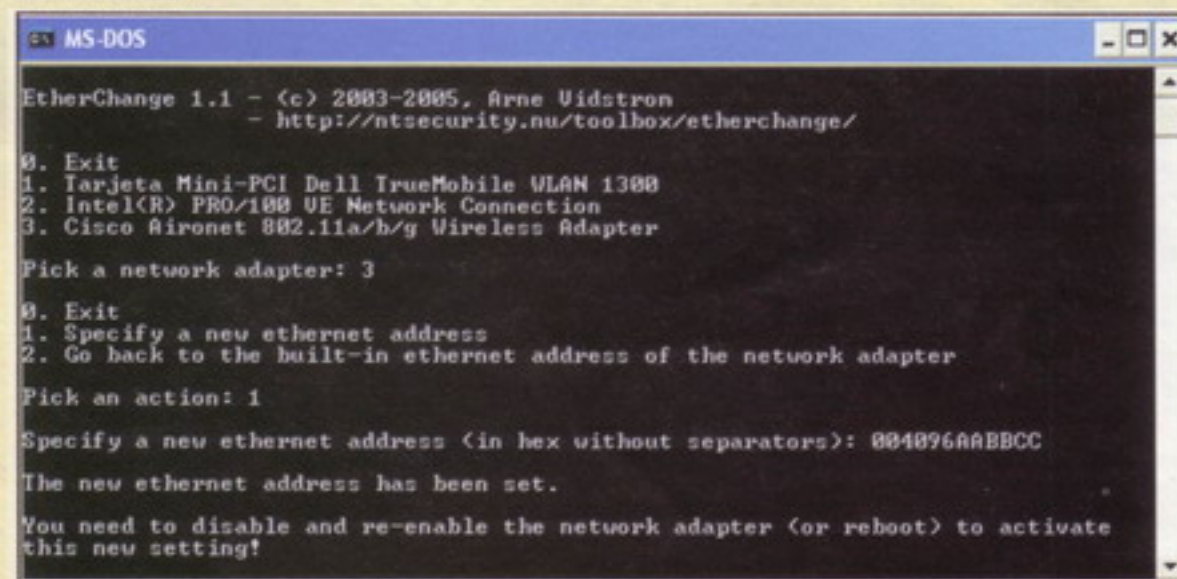 MS-DOS
EtherChange 1.1 - (c) 2003-2005, Arne Vidstrom
- http://ntsecurity.nu/toolbox/etherchange/
0. Exit
1. Tarjeta Mini-PCI Dell TrueMobile WLAN 1300
2. Intel(R) PRO/100 VE Network Connection
3. Cisco Aironet 802.11a/b/g Wireless Adapter
Pick a network adapter: 3
0. Exit
1. Specify a new ethernet address
2. Go back to the built-in ethernet address of the network adapter
Pick an action: 1
Specify a new ethernet address (in hex without separators): 004096AABBCC
The new ethernet address has been set.
You need to disable and re-enable the network adapter (or reboot) to activate
this new setting!